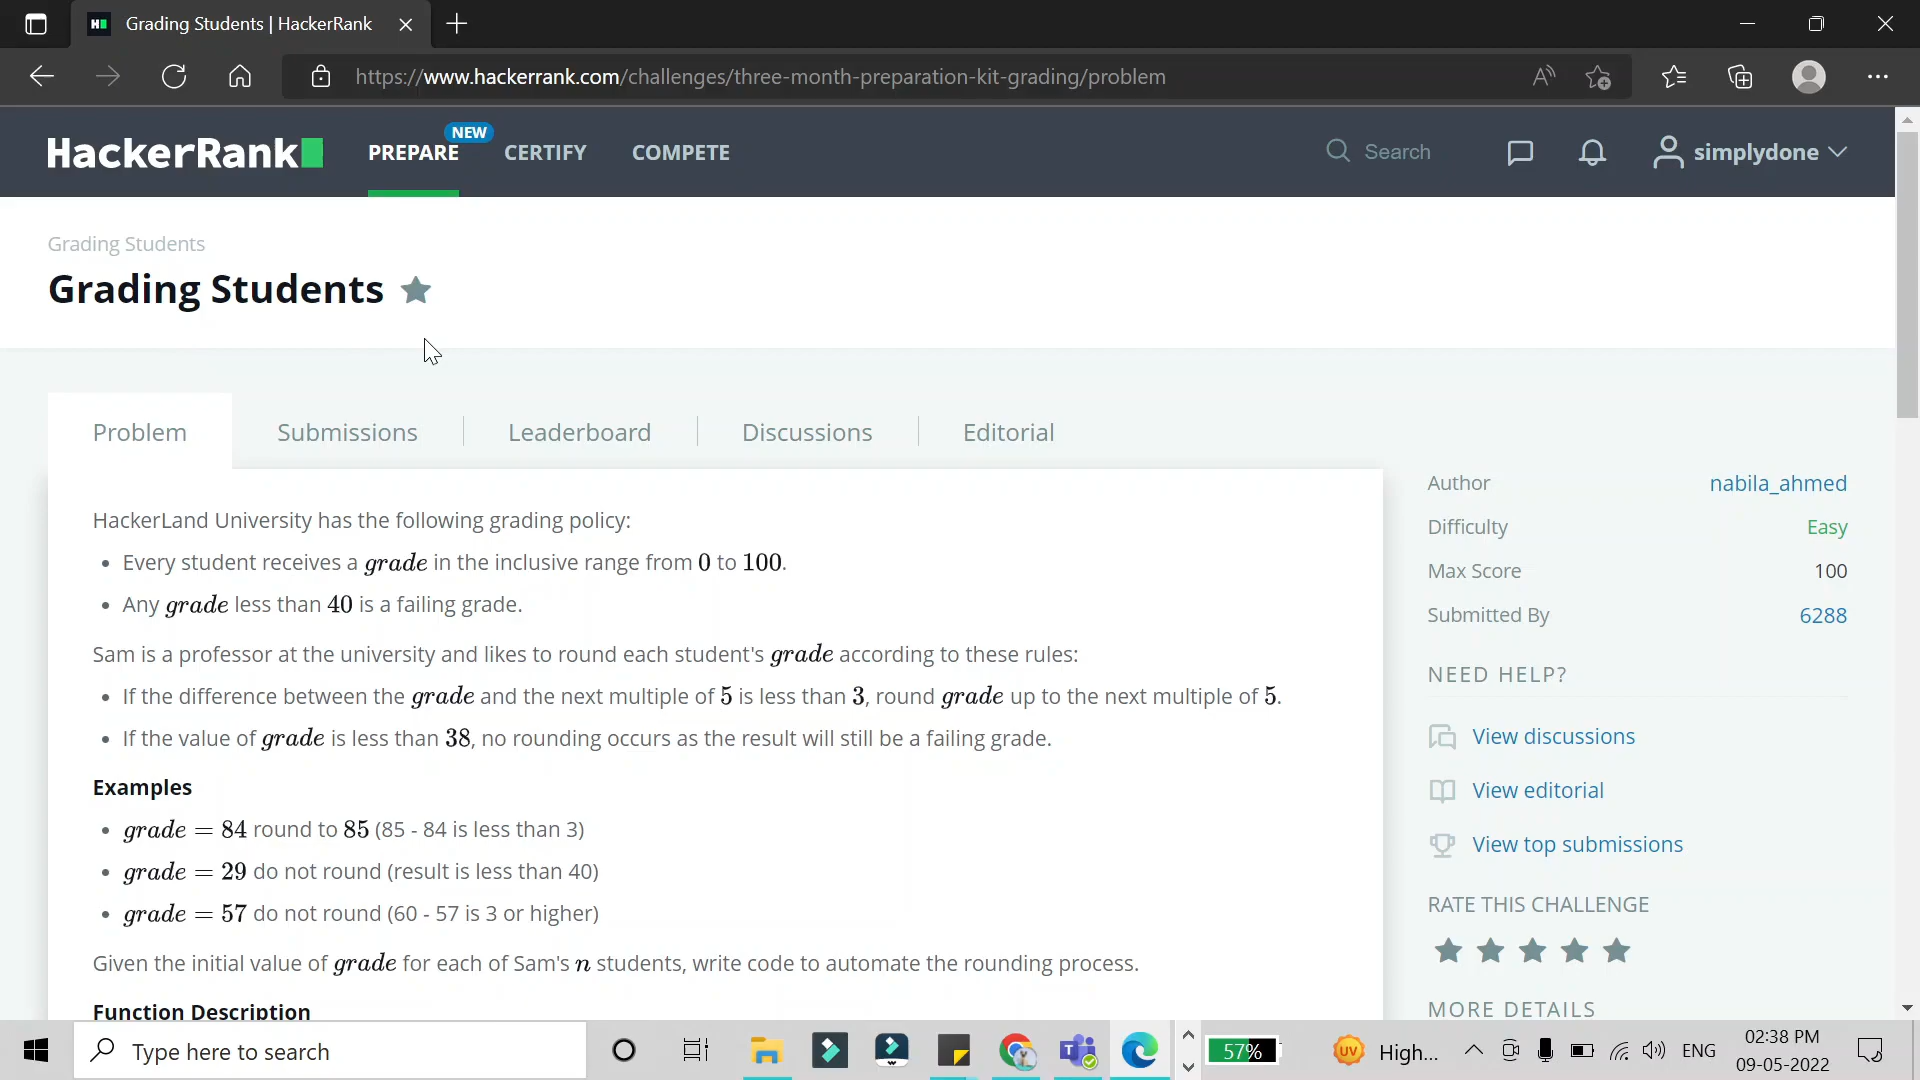 Grading Students | HackerRank
https://www.hackerrank.com/challenges/three-month-preparation-kit-grading/problem
HackerRank
PREPARE
NEW
CERTIFY
COMPETE
Search
simplydone
Grading Students
Grading Students
Problem
Submissions
Leaderboard
Discussions
Editorial
HackerLand University has the following grading policy:
• Every student receives a grade in the inclusive range from 0 to 100.
• Any grade less than 40 is a failing grade.
Sam is a professor at the university and likes to round each student's grade according to these rules:
• If the difference between the grade and the next multiple of 5 is less than 3, round grade up to the next multiple of 5.
• If the value of grade is less than 38, no rounding occurs as the result will still be a failing grade.
Examples
• grade = 84 round to 85 (85 - 84 is less than 3)
• grade = 29 do not round (result is less than 40)
• grade = 57 do not round (60 - 57 is 3 or higher)
Given the initial value of grade for each of Sam's n students, write code to automate the rounding process.
Function Description
Author nabila_ahmed
Difficulty Easy
Max Score 100
Submitted By 6288
NEED HELP?
View discussions
View editorial
View top submissions
RATE THIS CHALLENGE
MORE DETAILS
Type here to search
57%
UV
High...
ENG
02:38 PM
09-05-2022